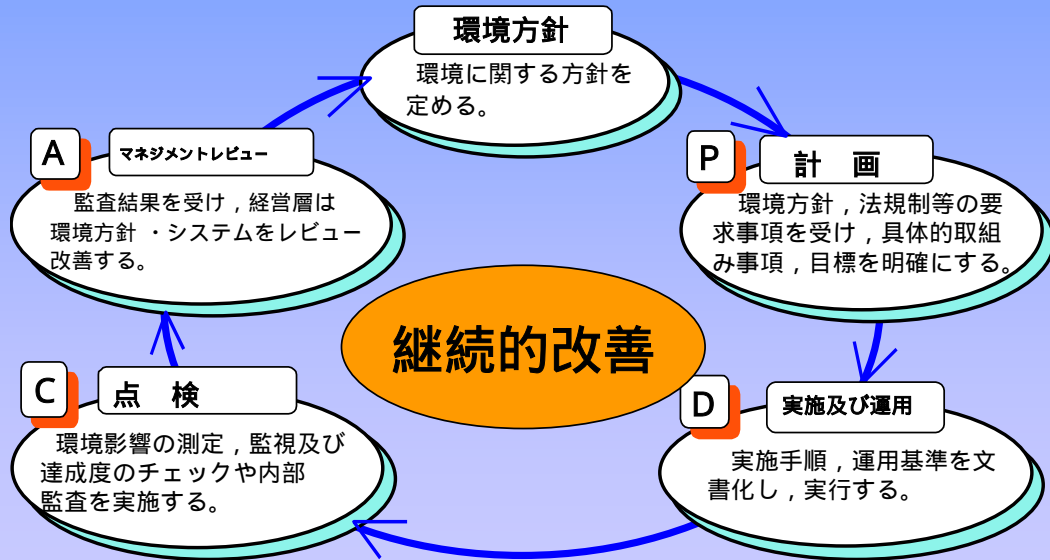 環境方針
環境に関する方針を
定める。
P
計　画
環境方針，法規制等の要
求事項を受け，具体的取組
み事項，目標を明確にする。
D
実施及び運用
実施手順，運用基準を文
書化し，実行する。
C
点　検
環境影響の測定，監視及び
達成度のチェックや内部
監査を実施する。
A
マネジメントレビュー
監査結果を受け，経営層は
環境方針・システムをレビュー
改善する。
継続的改善